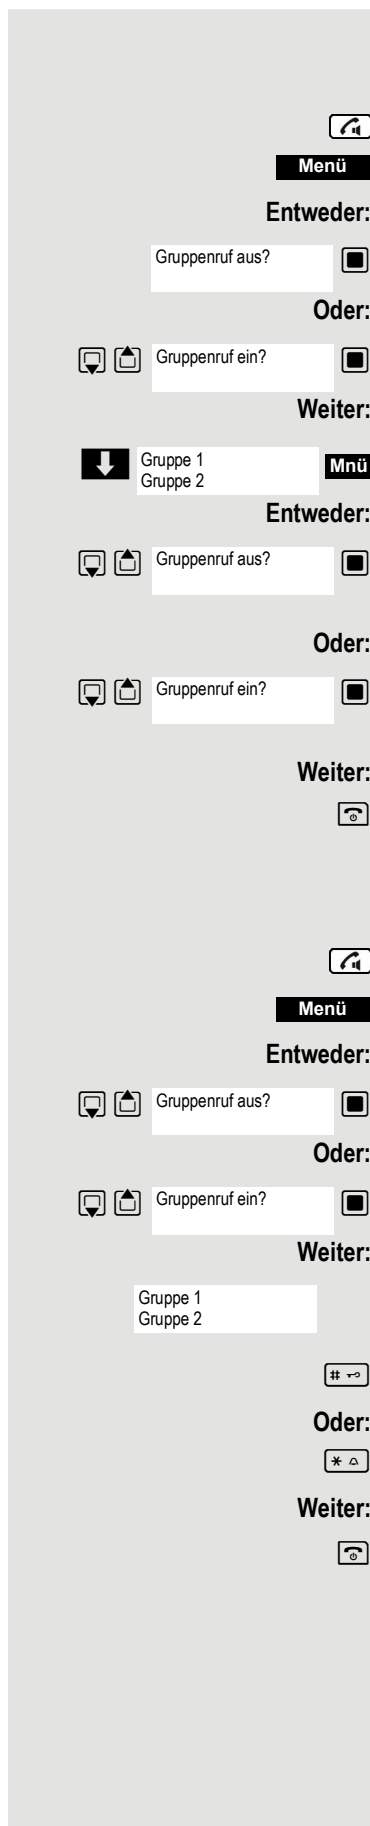 Menü
Entweder:
Gruppenruf aus?
Oder:
Gruppenruf ein?
Weiter:
Gruppe 1
Gruppe 2
Mnü
Entweder:
Gruppenruf aus?
Oder:
Gruppenruf ein?
Weiter:
Menü
Entweder:
Gruppenruf aus?
Oder:
Gruppenruf ein?
Weiter:
Gruppe 1
Gruppe 2
#
Oder:
*
Weiter: